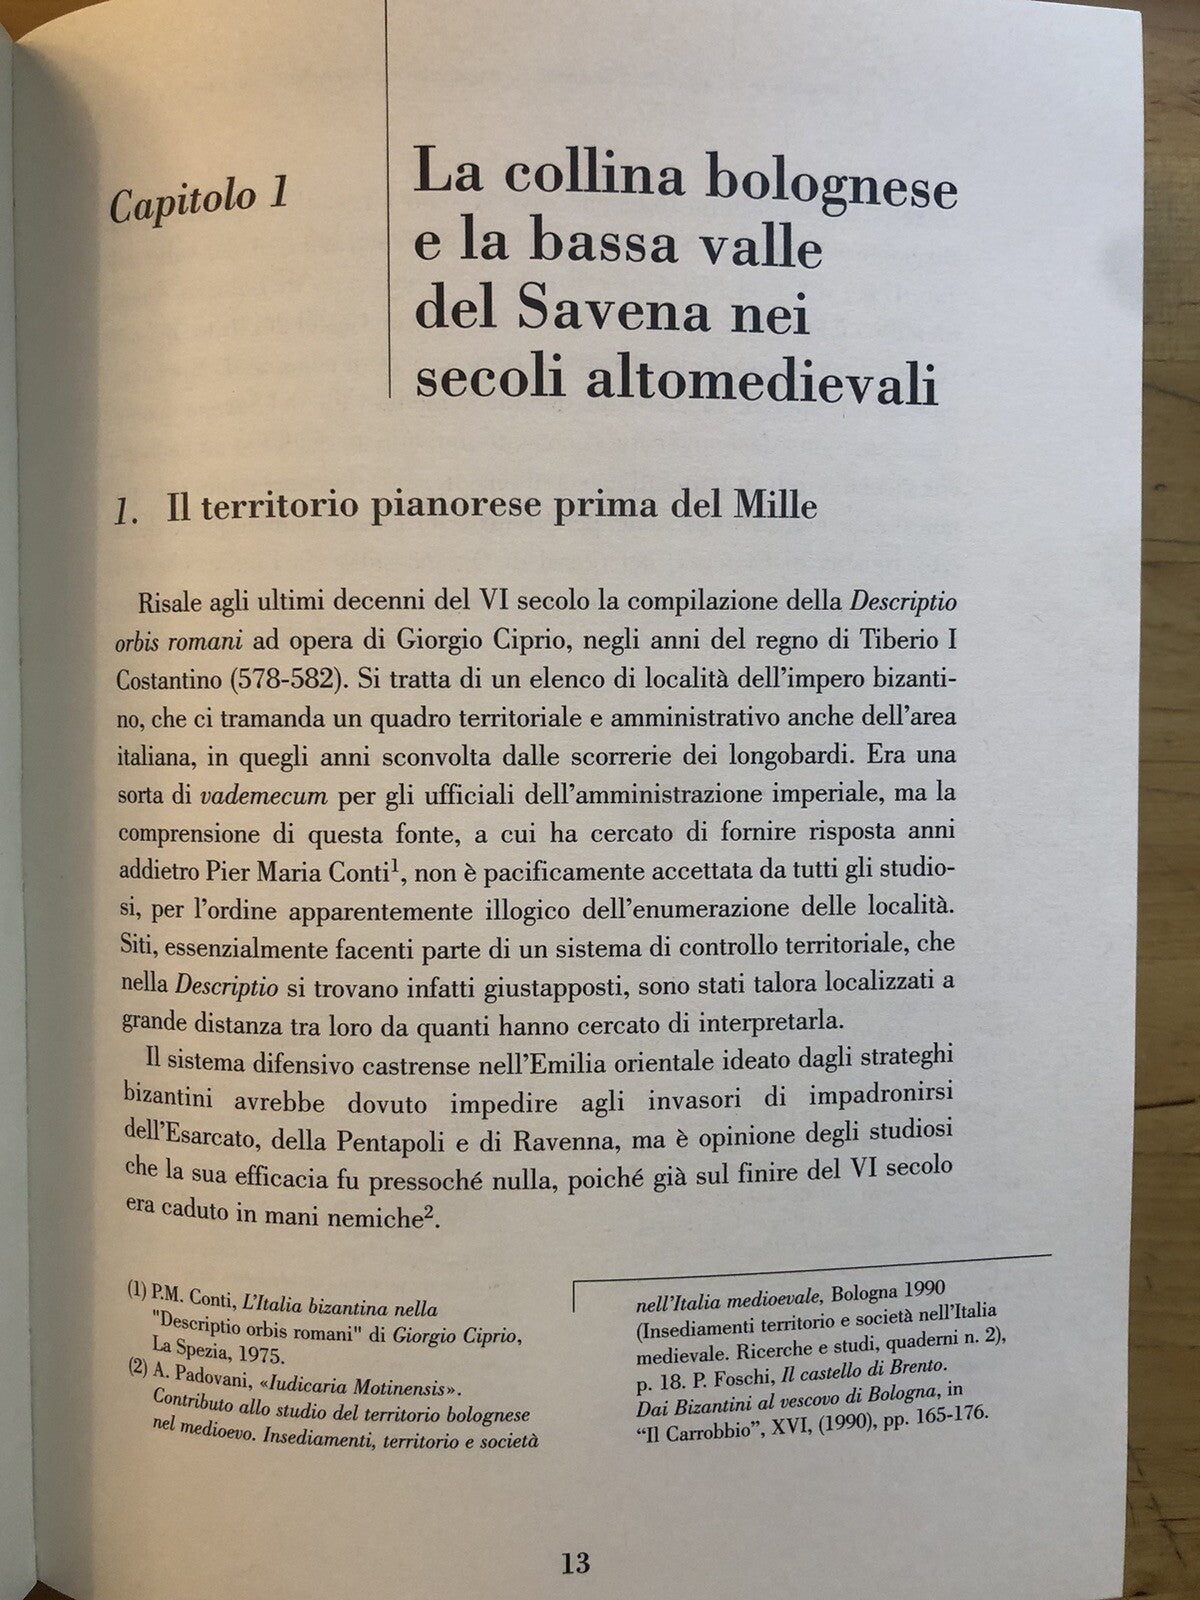 Capitolo 1
La collina bolognese
e la bassa valle
del Savena nei
secoli altomedievali
1. Il territorio pianorese prima del Mille
Risale agli ultimi decenni del VI secolo la compilazione della Descriptio
orbis romani ad opera di Giorgio Ciprio, negli anni del regno di Tiberio I
Costantino (578-582). Si tratta di un elenco di località dell'impero bizanti-
no, che ci tramanda un quadro territoriale e amministrativo anche dell'area
italiana, in quegli anni sconvolta dalle scorrerie dei longobardi. Era una
sorta di vademecum per gli ufficiali dell'amministrazione imperiale, ma la
comprensione di questa fonte, a cui ha cercato di fornire risposta anni
addietro Pier Maria Conti¹, non è pacificamente accettata da tutti gli studio-
si, per l'ordine apparentemente illogico dell'enumerazione delle località.
Siti, essenzialmente facenti parte di un sistema di controllo territoriale, che
nella Descriptio si trovano infatti giustapposti, sono stati talora localizzati a
grande distanza tra loro da quanti hanno cercato di interpretarla.
Il sistema difensivo castrense nell'Emilia orientale ideato dagli strateghi
bizantini avrebbe dovuto impedire agli invasori di impadronirsi
dell'Esarcato, della Pentapoli e di Ravenna, ma è opinione degli studiosi
che la sua efficacia fu pressoché nulla, poiché già sul finire del VI secolo
era caduto in mani nemiche².
(1) P.M. Conti, L'Italia bizantina nella
"Descriptio orbis romani" di Giorgio Ciprio,
La Spezia, 1975.
(2) A. Padovani, «Iudicaria Motinensis».
Contributo allo studio del territorio bolognese
nel medioevo. Insediamenti, territorio e società
nell'Italia medioevale, Bologna 1990
(Insediamenti territorio e società nell'Italia
medievale. Ricerche e studi, quaderni n. 2),
p. 18. P. Foschi, Il castello di Brento.
Dai Bizantini al vescovo di Bologna, in
“Il Carrobbio”, XVI, (1990), pp. 165-176.
13